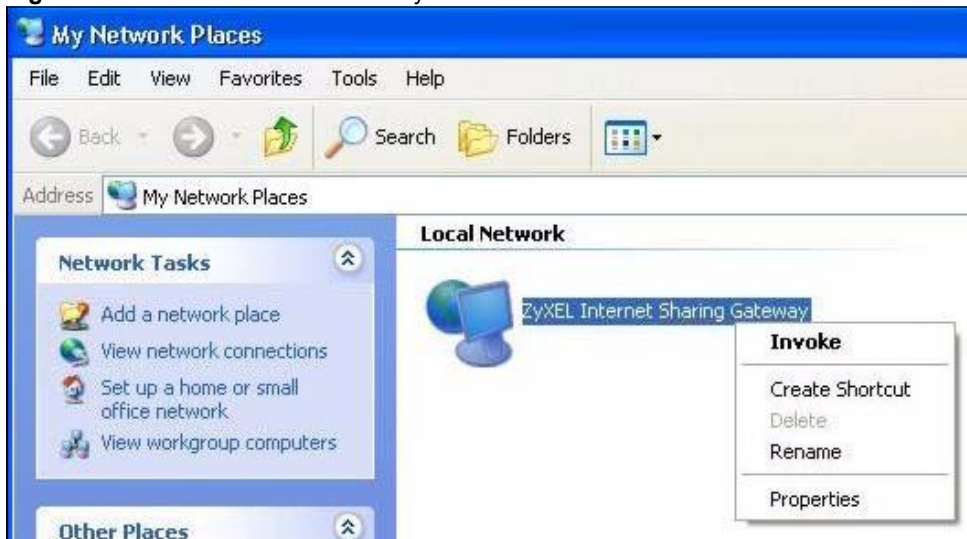 My Network Places
File Edit View Favorites Tools Help
Back Search Folders
Address My Network Places
Network Tasks
Add a network place
View network connections
Set up a home or small
office network
View workgroup computers
Other Places
Local Network
ZyXEL Internet Sharing Gateway
Invoke
Create Shortcut
Delete
Rename
Properties